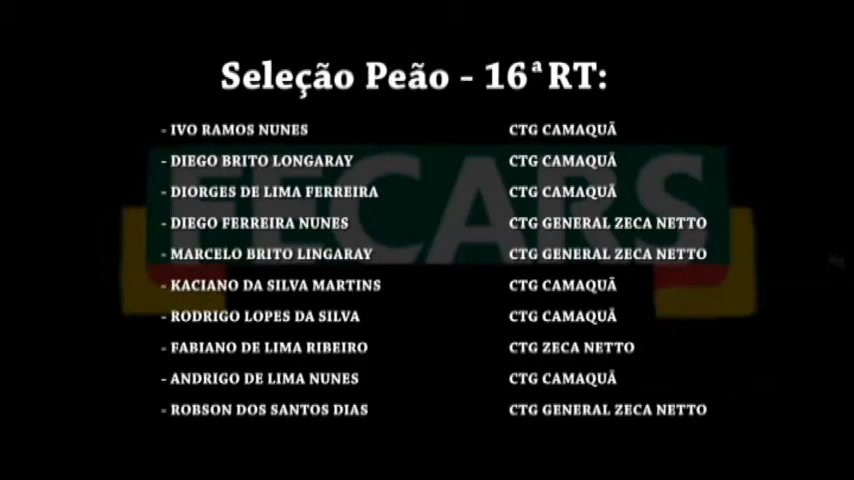 Seleção Peão - 16ªRT:
- IVO RAMOS NUNES CTG CAMAQUÃ
- DIEGO BRITO LONGARAY CTG CAMAQUÃ
- DIORGES DE LIMA FERREIRA CTG CAMAQUÃ
- DIEGO FERREIRA NUNES CTG GENERAL ZECA NETTO
- MARCELO BRITO LINGARAY CTG GENERAL ZECA NETTO
- KACIANO DA SILVA MARTINS CTG CAMAQUÃ
- RODRIGO LOPES DA SILVA CTG CAMAQUÃ
- FABIANO DE LIMA RIBEIRO CTG ZECA NETTO
- ANDRIGO DE LIMA NUNES CTG CAMAQUÃ
- ROBSON DOS SANTOS DIAS CTG GENERAL ZECA NETTO
FECARS